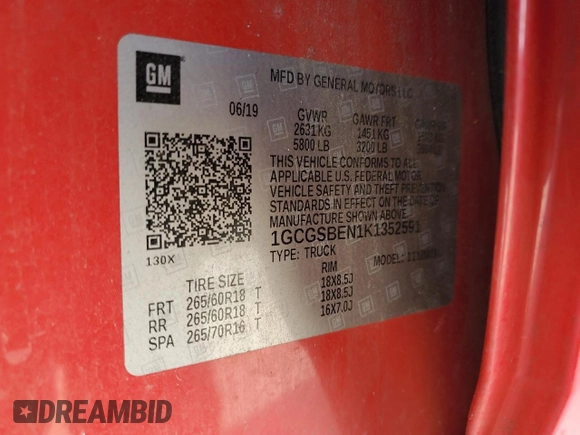 GM
MFD BY GENERAL MOTORS LLC
06/19
GVWR GAWR FRT
2631 KG 1451 KG
5800 LB 3200 LB
THIS VEHICLE CONFORMS TO ALL
APPLICABLE U.S. FEDERAL MOTOR
VEHICLE SAFETY AND THEFT PREVENTION
STANDARDS IN EFFECT ON THE DATE OF
MANUFACTURE SHOWN ABOVE.
1GCGSBEN1K1352591
130X
TYPE: TRUCK
TIRE SIZE RIM
FRT 265/60R18 T 18X8.5J
RR 265/60R18 T 18X8.5J
SPA 265/70R16 T 16X7.0J
DREAMBID